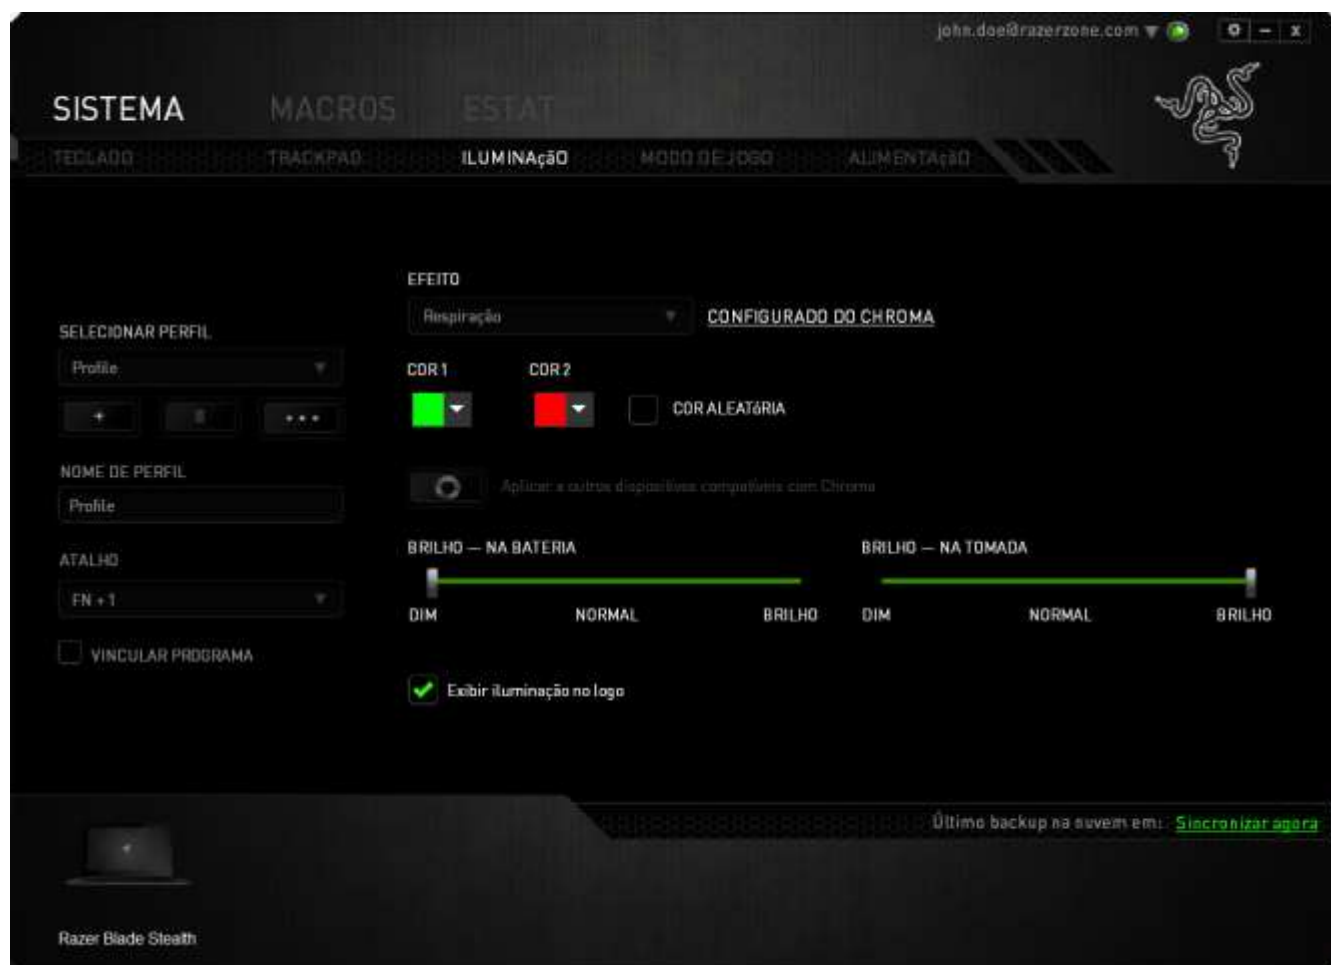 john.doe@razerzone.com
SISTEMA MACROS ESTAT
TECLADO TRACKPAD ILUMINAçãO MODO DE JOGO ALIMENTAçãO
EFEITO
Respiração CONFIGURADO DO CHROMA
SELECIONAR PERFIL
Profile
COR 1 COR 2
COR ALEATóRIA
NOME DE PERFIL
Profile
Aplicar a outros dispositivos compatíveis com Chroma
BRILHO — NA BATERIA BRILHO — NA TOMADA
ATALHO
FN + 1
DIM NORMAL BRILHO DIM NORMAL BRILHO
VINCULAR PROGRAMA
Exibir iluminação no logo
Último backup na nuvem em: Sincronizar agora
Razer Blade Stealth